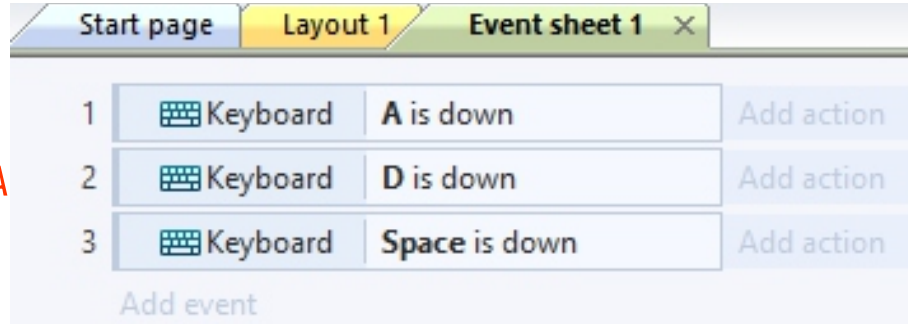 Start page Layout 1 Event sheet 1 ×
1 Keyboard A is down Add action
A
2 Keyboard D is down Add action
3 Keyboard Space is down Add action
Add event